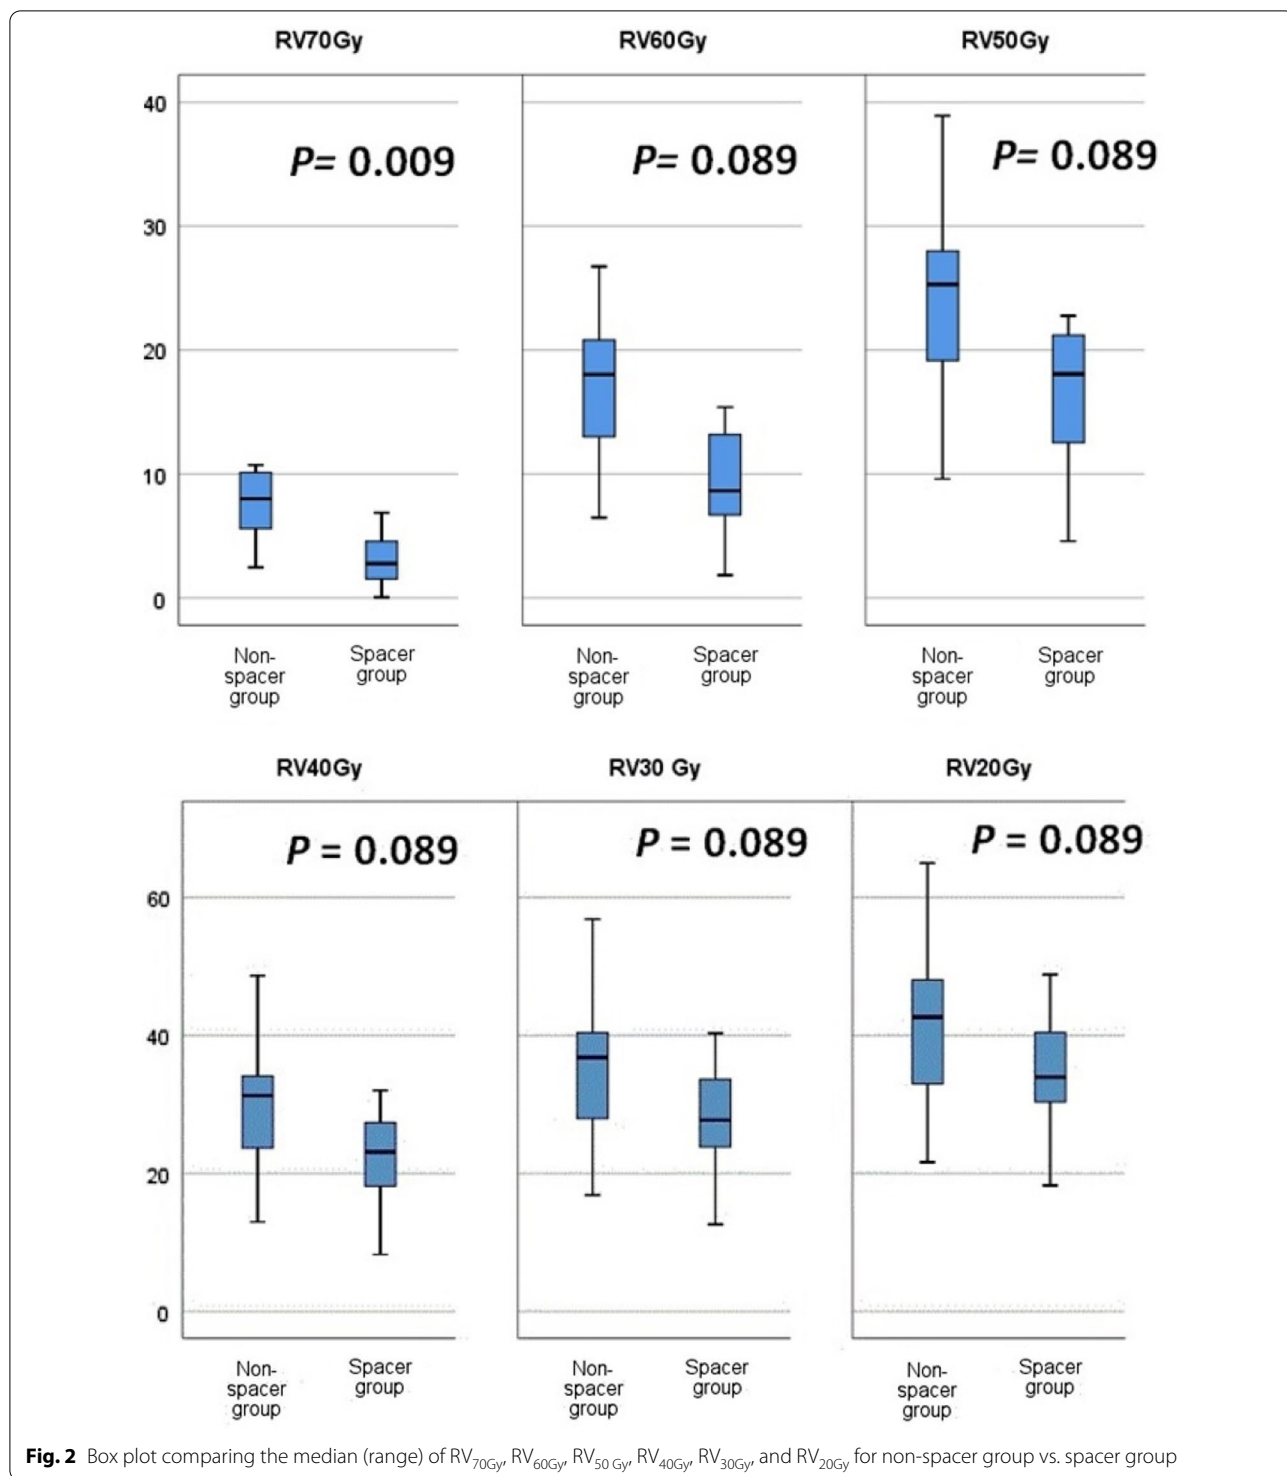 RV70Gy RV60Gy RV50Gy
40
P= 0.009 P= 0.089 P= 0.089
30
20
10
0
Non-spacer group Spacer group Non-spacer group Spacer group Non-spacer group Spacer group
RV40Gy RV30 Gy RV20Gy
P = 0.089 P = 0.089 P = 0.089
60
40
20
0
Non-spacer group Spacer group Non-spacer group Spacer group Non-spacer group Spacer group
Fig. 2 Box plot comparing the median (range) of RV70Gy, RV60Gy, RV50 Gy, RV40Gy, RV30Gy, and RV20Gy for non-spacer group vs. spacer group